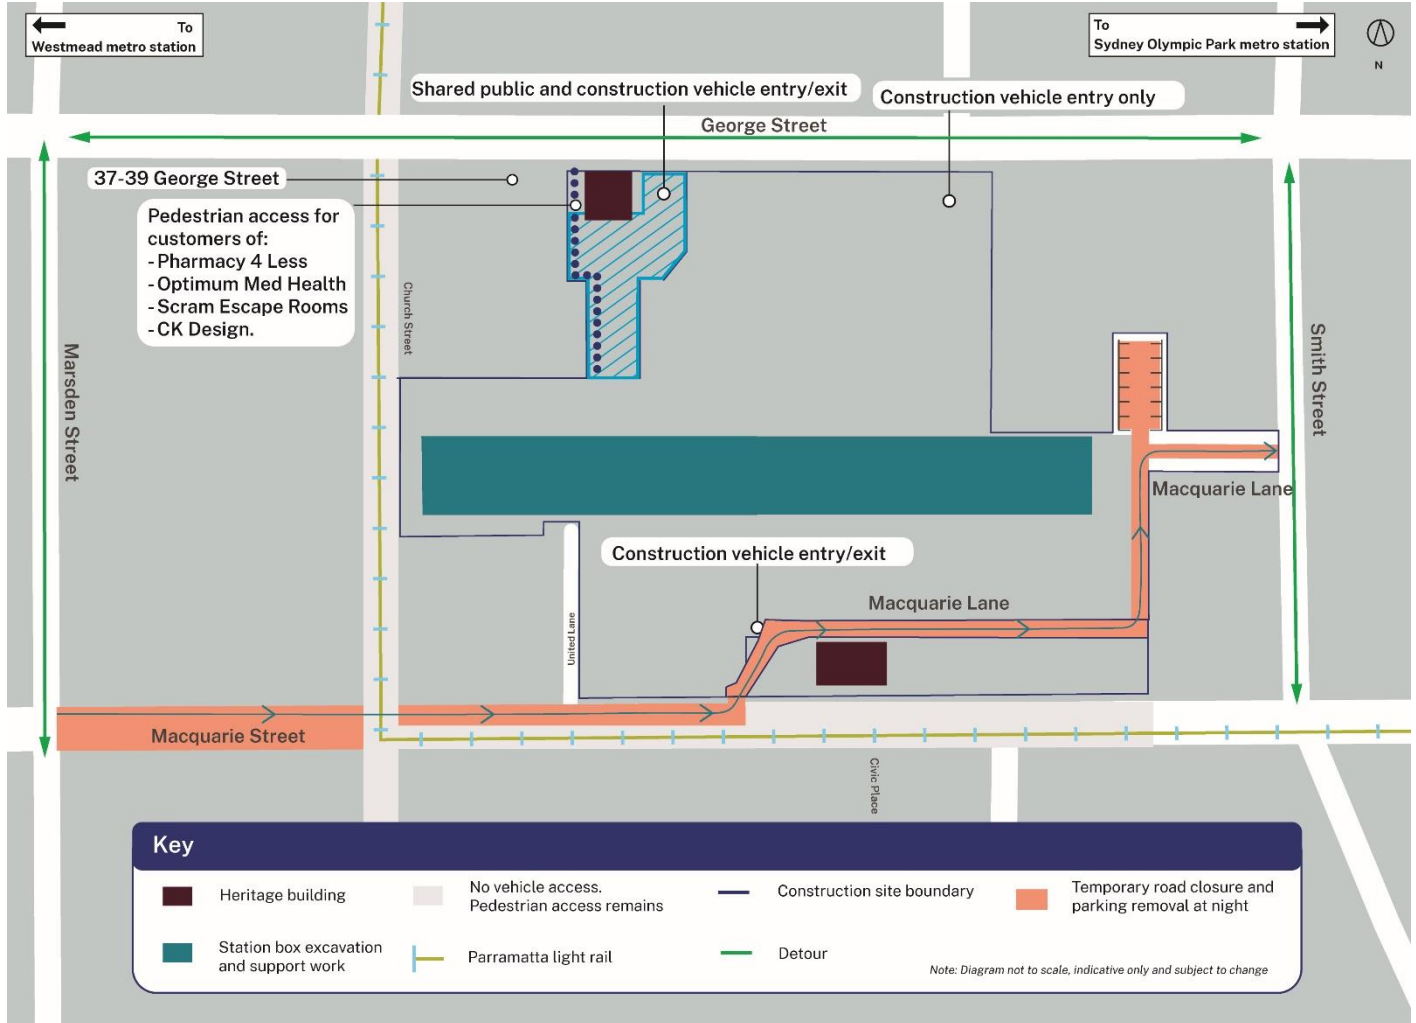 To
Westmead metro station
To
Sydney Olympic Park metro station
N
Shared public and construction vehicle entry/exit
Construction vehicle entry only
George Street
37-39 George Street
Pedestrian access for
customers of:
- Pharmacy 4 Less
- Optimum Med Health
- Scram Escape Rooms
- CK Design.
Church Street
Marsden Street
Smith Street
Macquarie Lane
Construction vehicle entry/exit
Macquarie Lane
United Lane
Macquarie Street
Civic Place
Key
Heritage building
No vehicle access.
Pedestrian access remains
Construction site boundary
Temporary road closure and
parking removal at night
Station box excavation
and support work
Parramatta light rail
Detour
Note: Diagram not to scale, indicative only and subject to change